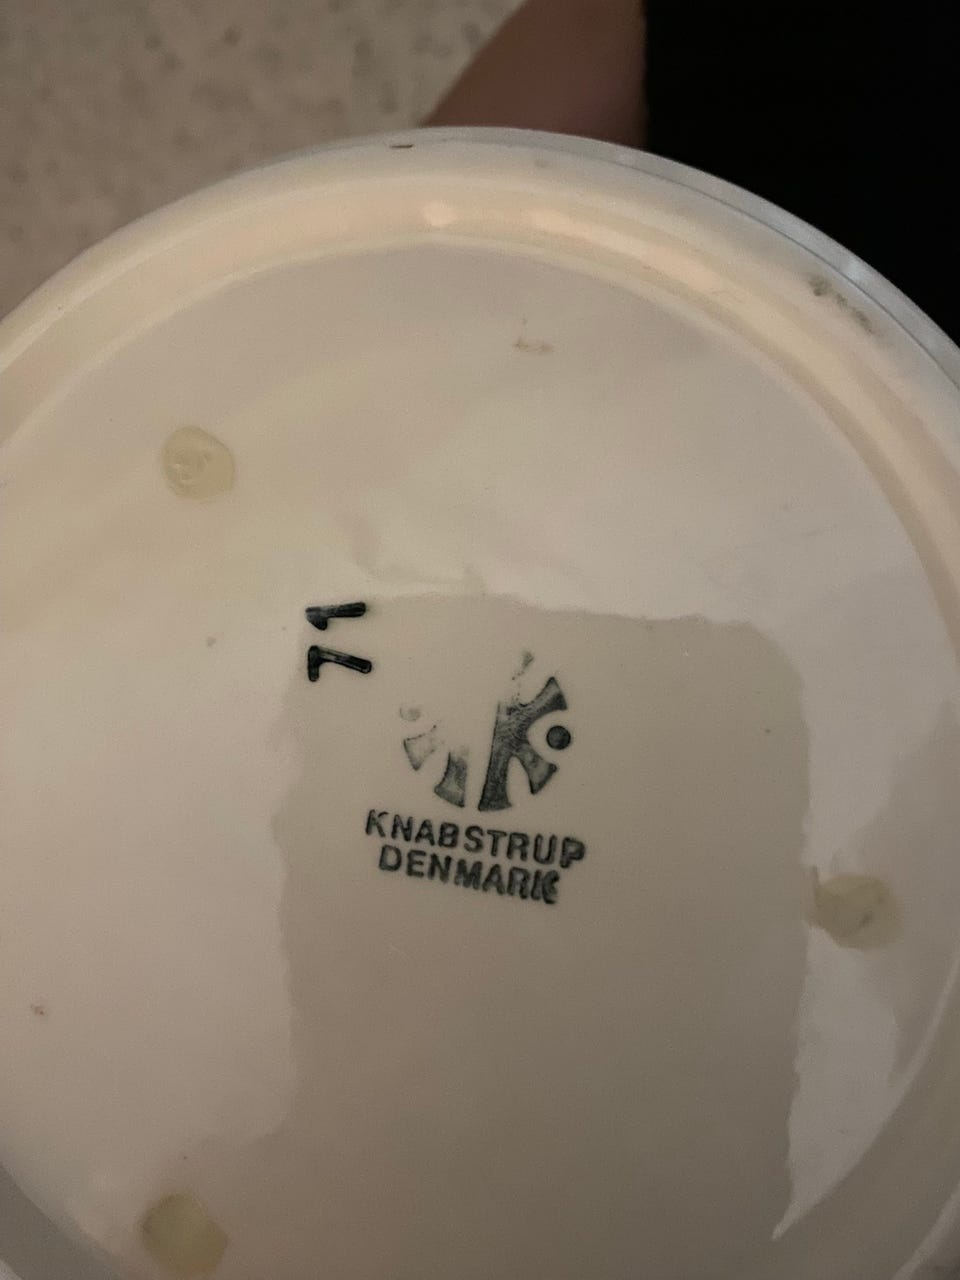 71
K
KNABSTRUP
DENMARK